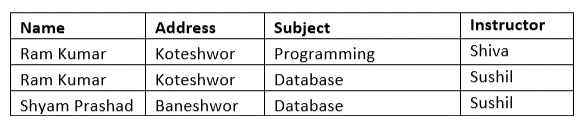 Name Address Subject Instructor
Ram Kumar Koteshwor Programming Shiva
Ram Kumar Koteshwor Database Sushil
Shyam Prashad Baneshwor Database Sushil